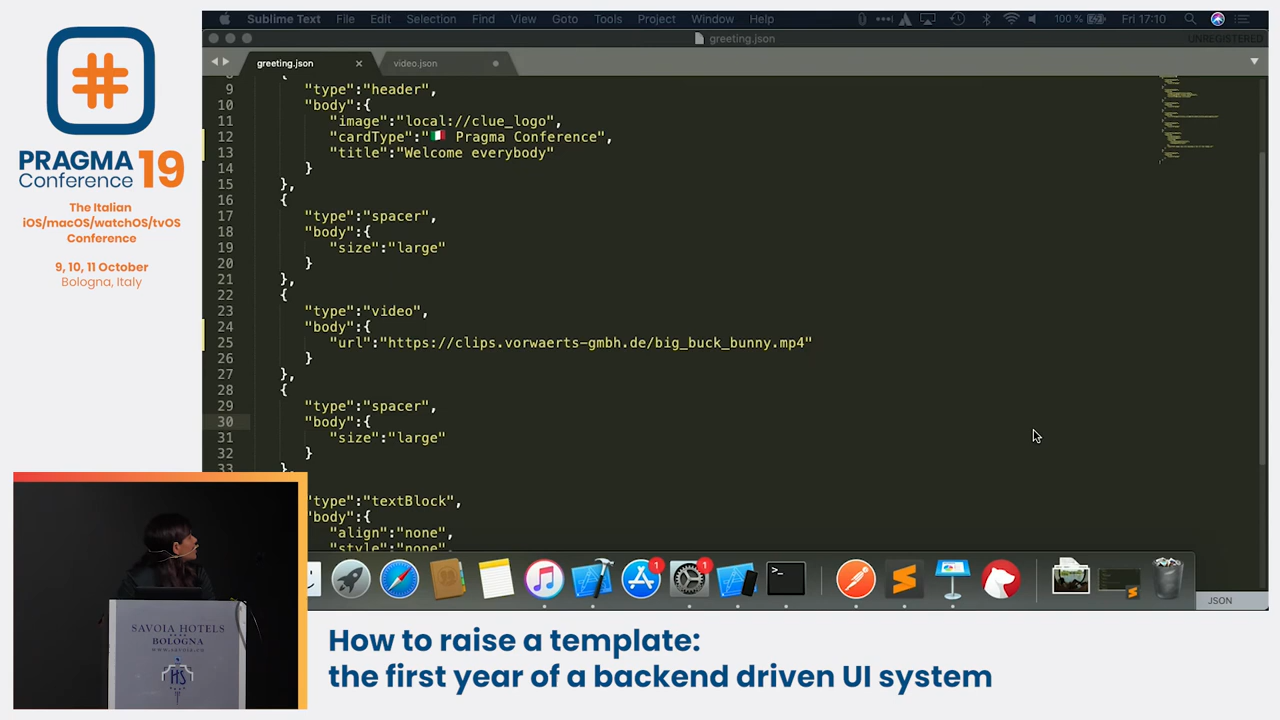 PRAGMA
Conference 19
The Italian
iOS/macOS/watchOS/tvOS
Conference
9, 10, 11 October
Bologna, Italy
Sublime Text File Edit Selection Find View Goto Tools Project Window Help 100 % Fri 17:10
greeting.json UNREGISTERED
greeting.json × video.json
9 "type":"header",
10 "body":{
11 "image":"local://clue_logo",
12 "cardType":"🇮🇹 Pragma Conference",
13 "title":"Welcome everybody"
14 }
15 },
16 {
17 "type":"spacer",
18 "body":{
19 "size":"large"
20 }
21 },
22 {
23 "type":"video",
24 "body":{
25 "url":"https://clips.vorwaerts-gmbh.de/big_buck_bunny.mp4"
26 }
27 },
28 {
29 "type":"spacer",
30 "body":{
31 "size":"large"
32 }
33 },
"type":"textBlock",
"body":{
"align":"none",
"style":"none",
1
1
JSON
SAVOIA HOTELS
BOLOGNA
HS
How to raise a template:
the first year of a backend driven UI system